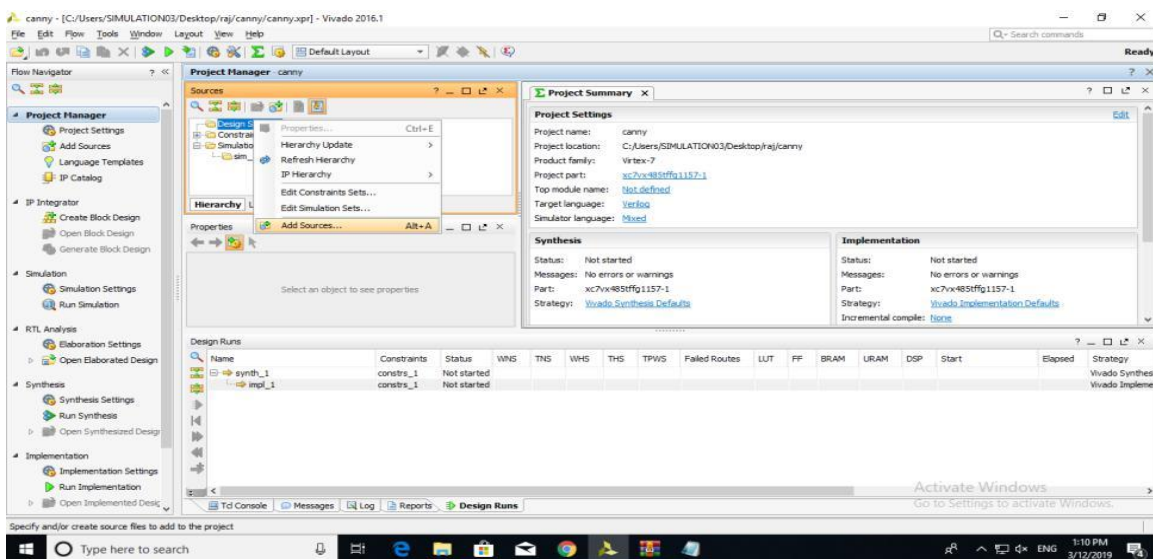 canny - [C:/Users/SIMULATION03/Desktop/raj/canny/canny.xpr] - Vivado 2016.1
File Edit Flow Tools Window Layout View Help
Search commands
Default Layout
Ready
Flow Navigator
Project Manager
Project Settings
Add Sources
Language Templates
IP Catalog
IP Integrator
Create Block Design
Open Block Design
Generate Block Design
Simulation
Simulation Settings
Run Simulation
RTL Analysis
Elaboration Settings
Open Elaborated Design
Synthesis
Synthesis Settings
Run Synthesis
Open Synthesized Design
Implementation
Implementation Settings
Run Implementation
Open Implemented Desig
Project Manager - canny
Sources
Design S
Constrai
Simulatio
sim_
Hierarchy L
Properties... Ctrl+E
Hierarchy Update
Refresh Hierarchy
IP Hierarchy
Edit Constraints Sets...
Edit Simulation Sets...
Add Sources... Alt+A
Properties
Select an object to see properties
Project Summary
Project Settings Edit
Project name: canny
Project location: C:/Users/SIMULATION03/Desktop/raj/canny
Product family: Virtex-7
Project part: xc7vx485tffg1157-1
Top module name: Not defined
Target language: Verilog
Simulator language: Mixed
Synthesis
Status: Not started
Messages: No errors or warnings
Part: xc7vx485tffg1157-1
Strategy: Vivado Synthesis Defaults
Implementation
Status: Not started
Messages: No errors or warnings
Part: xc7vx485tffg1157-1
Strategy: Vivado Implementation Defaults
Incremental compile: None
Design Runs
Name Constraints Status WNS TNS WHS THS TPWS Failed Routes LUT FF BRAM URAM DSP Start Elapsed Strategy
synth_1 constrs_1 Not started Vivado Synthes
impl_1 constrs_1 Not started Vivado Impleme
Tcl Console Messages Log Reports Design Runs
Activate Windows
Go to Settings to activate Windows.
Specify and/or create source files to add to the project
Type here to search
ENG
1:10 PM
3/12/2019